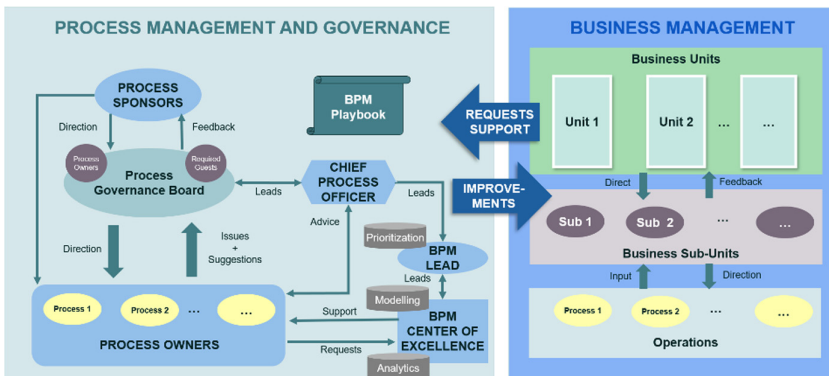 PROCESS MANAGEMENT AND GOVERNANCE
PROCESS
SPONSORS
Direction
Feedback
Process
Owners
Required
Guests
Process
Governance Board
BPM
Playbook
Leads
CHIEF
PROCESS
OFFICER
Leads
Advice
Prioritization
BPM
LEAD
Leads
Direction
Issues
+
Suggestions
Modelling
Process 1
Process 2
...
...
PROCESS OWNERS
Support
Requests
BPM
CENTER OF
EXCELLENCE
Analytics
REQUESTS
SUPPORT
IMPROVE-
MENTS
BUSINESS MANAGEMENT
Business Units
Unit 1
Unit 2
...
...
Direct
Feedback
Sub 1
Sub 2
...
...
Business Sub-Units
Input
Direction
Process 1
Process 2
...
...
Operations